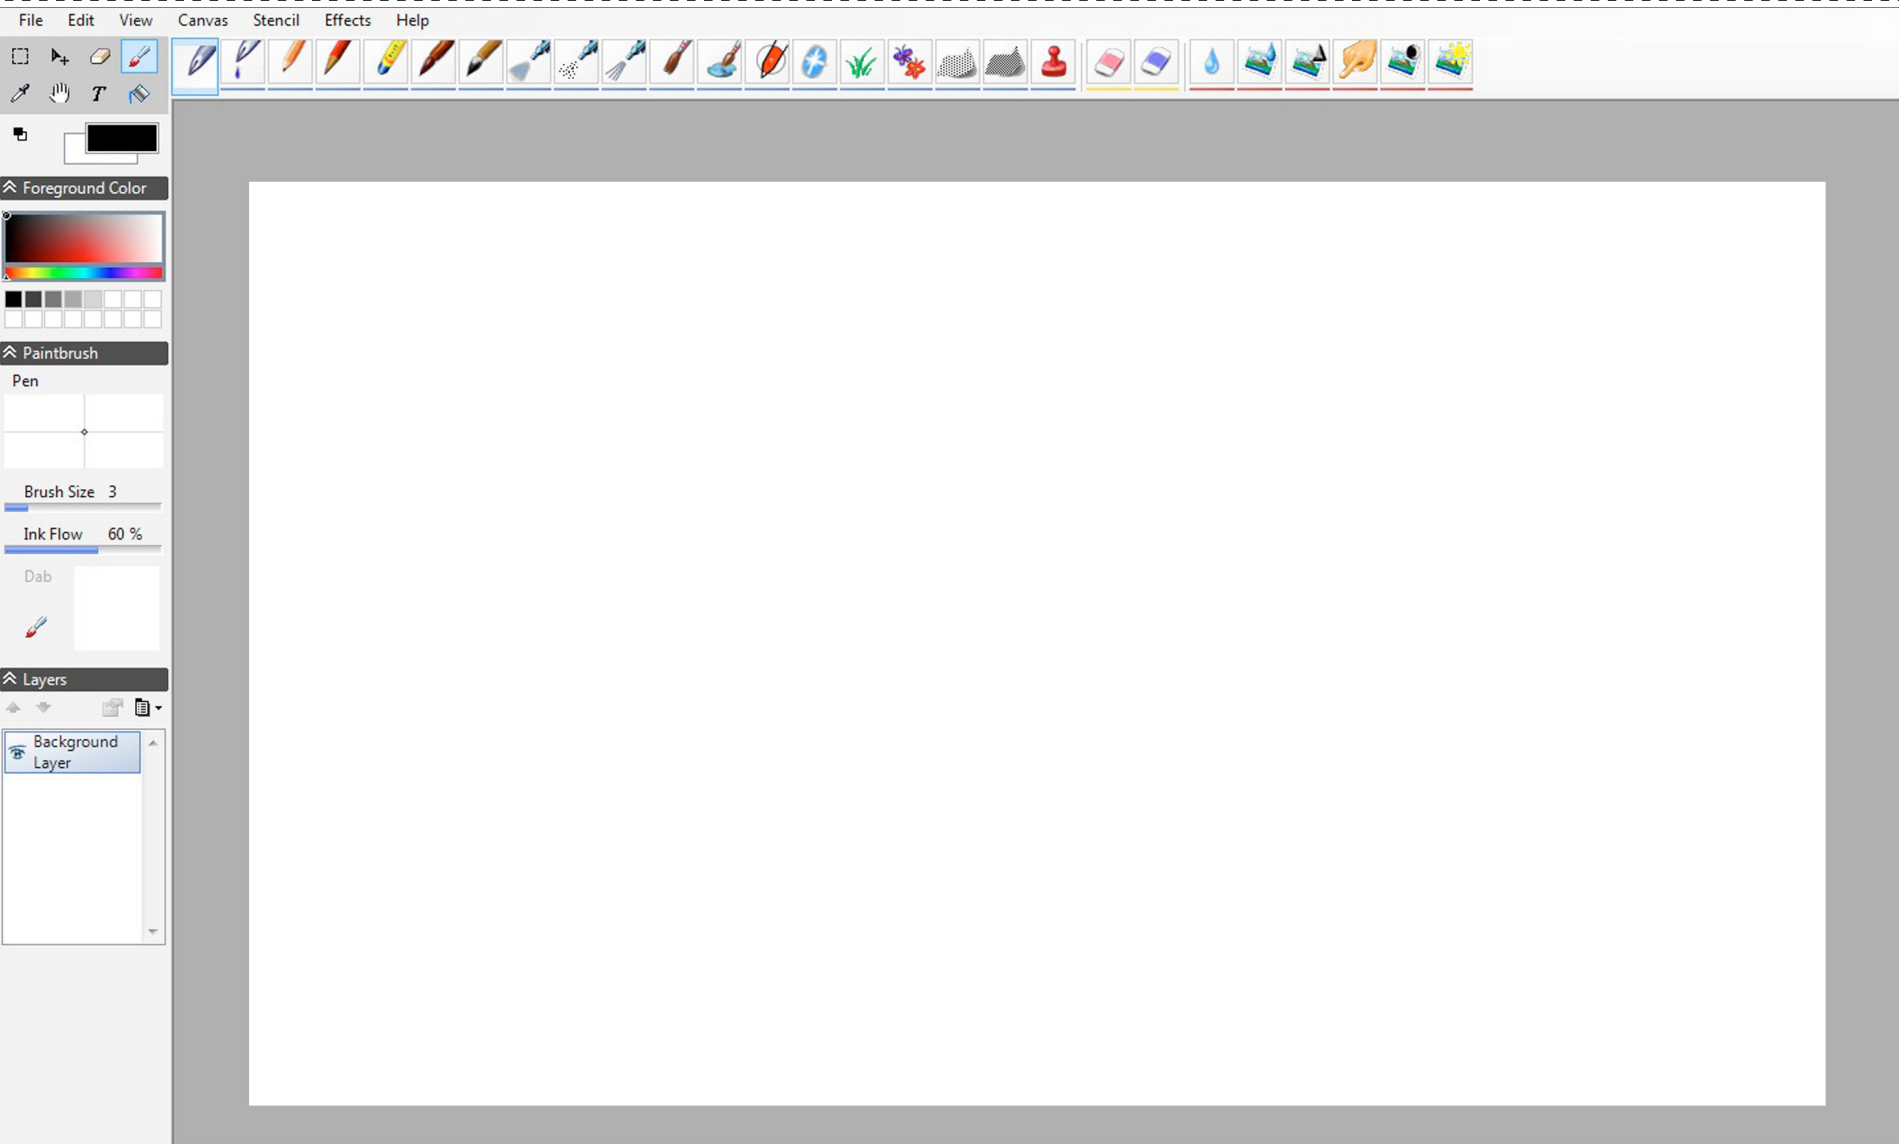 File Edit View Canvas Stencil Effects Help
T
Foreground Color
Paintbrush
Pen
Brush Size 3
Ink Flow 60 %
Dab
Layers
Background
Layer